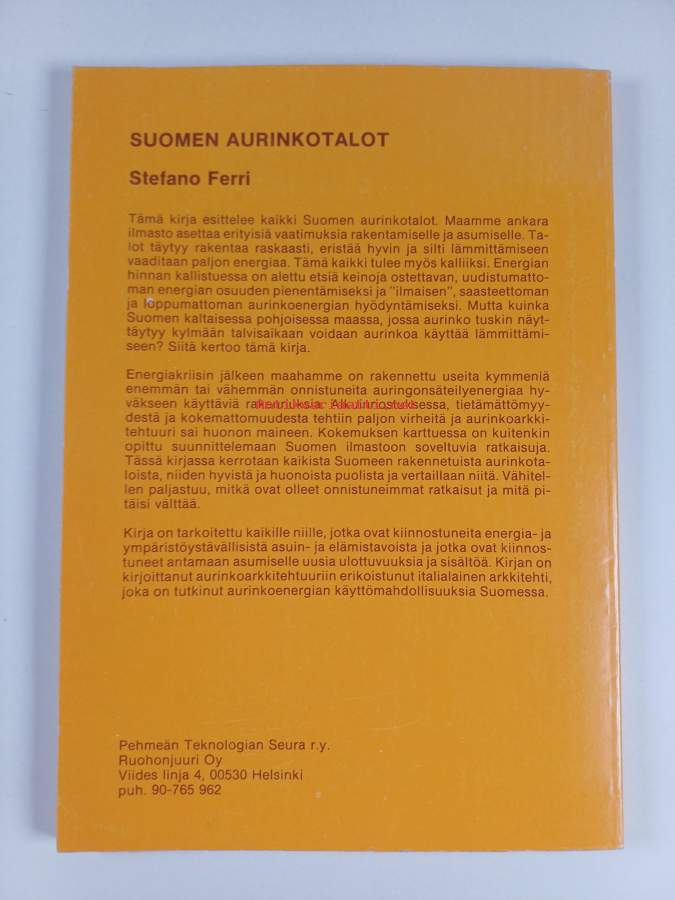 SUOMEN AURINKOTALOT
Stefano Ferri
Tämä kirja esittelee kaikki Suomen aurinkotalot. Maamme ankara
ilmasto asettaa erityisiä vaatimuksia rakentamiselle ja asumiselle. Ta-
lot täytyy rakentaa raskaasti, eristää hyvin ja silti lämmittämiseen
vaaditaan paljon energiaa. Tämä kaikki tulee myös kalliiksi. Energian
hinnan kallistuessa on alettu etsiä keinoja ostettavan, uudistumatto-
man energian osuuden pienentämiseksi ja "ilmaisen", saasteettoman
ja loppumattoman aurinkoenergian hyödyntämiseksi. Mutta kuinka
Suomen kaltaisessa pohjoisessa maassa, jossa aurinko tuskin näyt-
täytyy kylmään talvisaikaan voidaan aurinkoa käyttää lämmittämi-
seen? Siitä kertoo tämä kirja.
Energiakriisin jälkeen maahamme on rakennettu useita kymmeniä
enemmän tai vähemmän onnistuneita auringonsäteilyenergiaa hy-
väkseen käyttäviä rakennuksia. Alkuinnostuksessa, tietämättömyy-
destä ja kokemattomuudesta tehtiin paljon virheitä ja aurinkoarkki-
tehtuuri sai huonon maineen. Kokemuksen karttuessa on kuitenkin
opittu suunnittelemaan Suomen ilmastoon soveltuvia ratkaisuja.
Tässä kirjassa kerrotaan kaikista Suomeen rakennetuista aurinkota-
loista, niiden hyvistä ja huonoista puolista ja vertaillaan niitä. Vähitel-
len paljastuu, mitkä ovat olleet onnistuneimmat ratkaisut ja mitä pi-
täisi välttää.
Kirja on tarkoitettu kaikille niille, jotka ovat kiinnostuneita energia- ja
ympäristöystävällisistä asuin- ja elämistavoista ja jotka ovat kiinnos-
tuneet antamaan asumiselle uusia ulottuvuuksia ja sisältöä. Kirjan on
kirjoittanut aurinkoarkkitehtuuriin erikoistunut italialainen arkkitehti,
joka on tutkinut aurinkoenergian käyttömahdollisuuksia Suomessa.
Pehmeän Teknologian Seura r.y.
Ruohonjuuri Oy
Viides linja 4, 00530 Helsinki
puh. 90-765 962